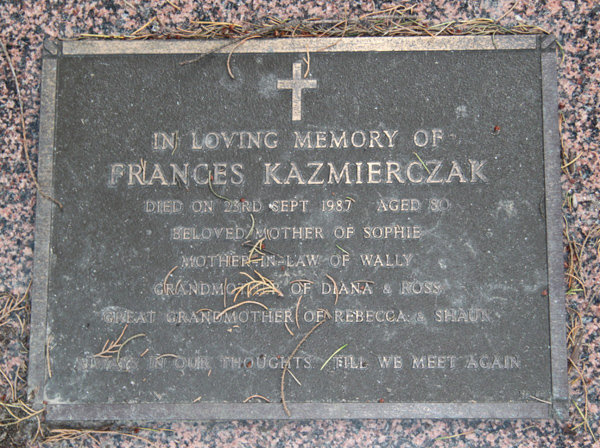 IN LOVING MEMORY OF
FRANCES KAZMIERCZAK
DIED ON 23RD SEPT. 1987 AGED 80
BELOVED MOTHER OF SOPHIE
MOTHER-IN-LAW OF WALLY
GRANDMOTHER OF DIANA & ROSS
GREAT GRANDMOTHER OF REBECCA & SHAUN
ALWAYS IN OUR THOUGHTS. TILL WE MEET AGAIN